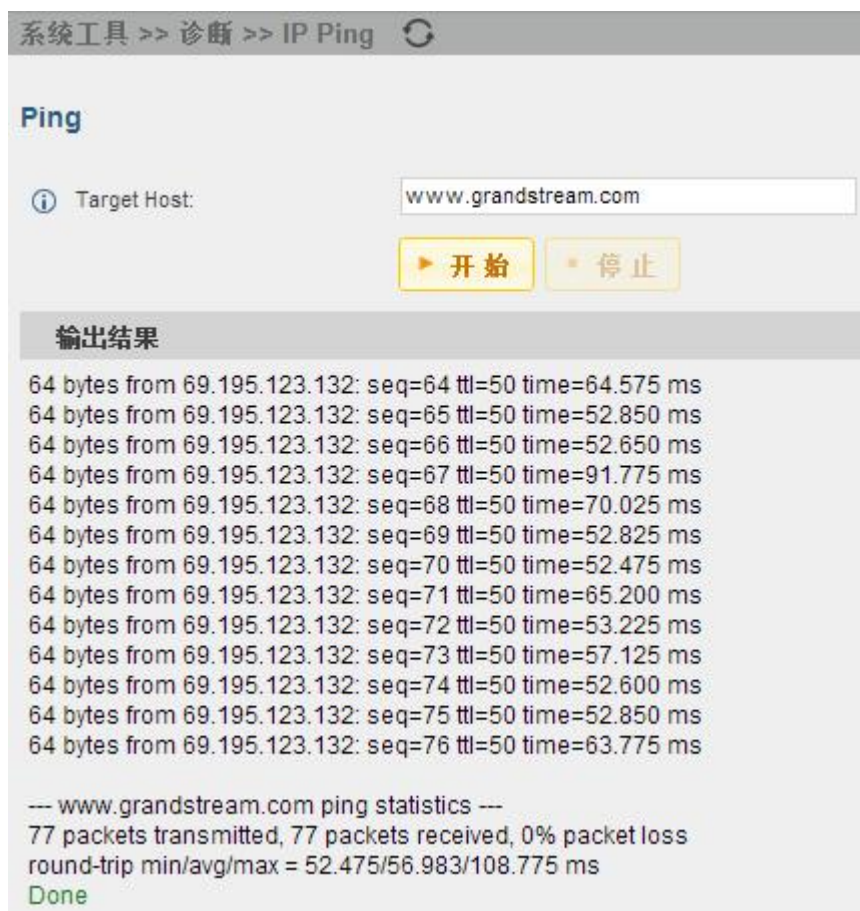 系统工具 >> 诊断 >> IP Ping
Ping
Target Host:
www.grandstream.com
开始
停止
输出结果
64 bytes from 69.195.123.132: seq=64 ttl=50 time=64.575 ms
64 bytes from 69.195.123.132: seq=65 ttl=50 time=52.850 ms
64 bytes from 69.195.123.132: seq=66 ttl=50 time=52.650 ms
64 bytes from 69.195.123.132: seq=67 ttl=50 time=91.775 ms
64 bytes from 69.195.123.132: seq=68 ttl=50 time=70.025 ms
64 bytes from 69.195.123.132: seq=69 ttl=50 time=52.825 ms
64 bytes from 69.195.123.132: seq=70 ttl=50 time=52.475 ms
64 bytes from 69.195.123.132: seq=71 ttl=50 time=65.200 ms
64 bytes from 69.195.123.132: seq=72 ttl=50 time=53.225 ms
64 bytes from 69.195.123.132: seq=73 ttl=50 time=57.125 ms
64 bytes from 69.195.123.132: seq=74 ttl=50 time=52.600 ms
64 bytes from 69.195.123.132: seq=75 ttl=50 time=52.850 ms
64 bytes from 69.195.123.132: seq=76 ttl=50 time=63.775 ms
--- www.grandstream.com ping statistics ---
77 packets transmitted, 77 packets received, 0% packet loss
round-trip min/avg/max = 52.475/56.983/108.775 ms
Done